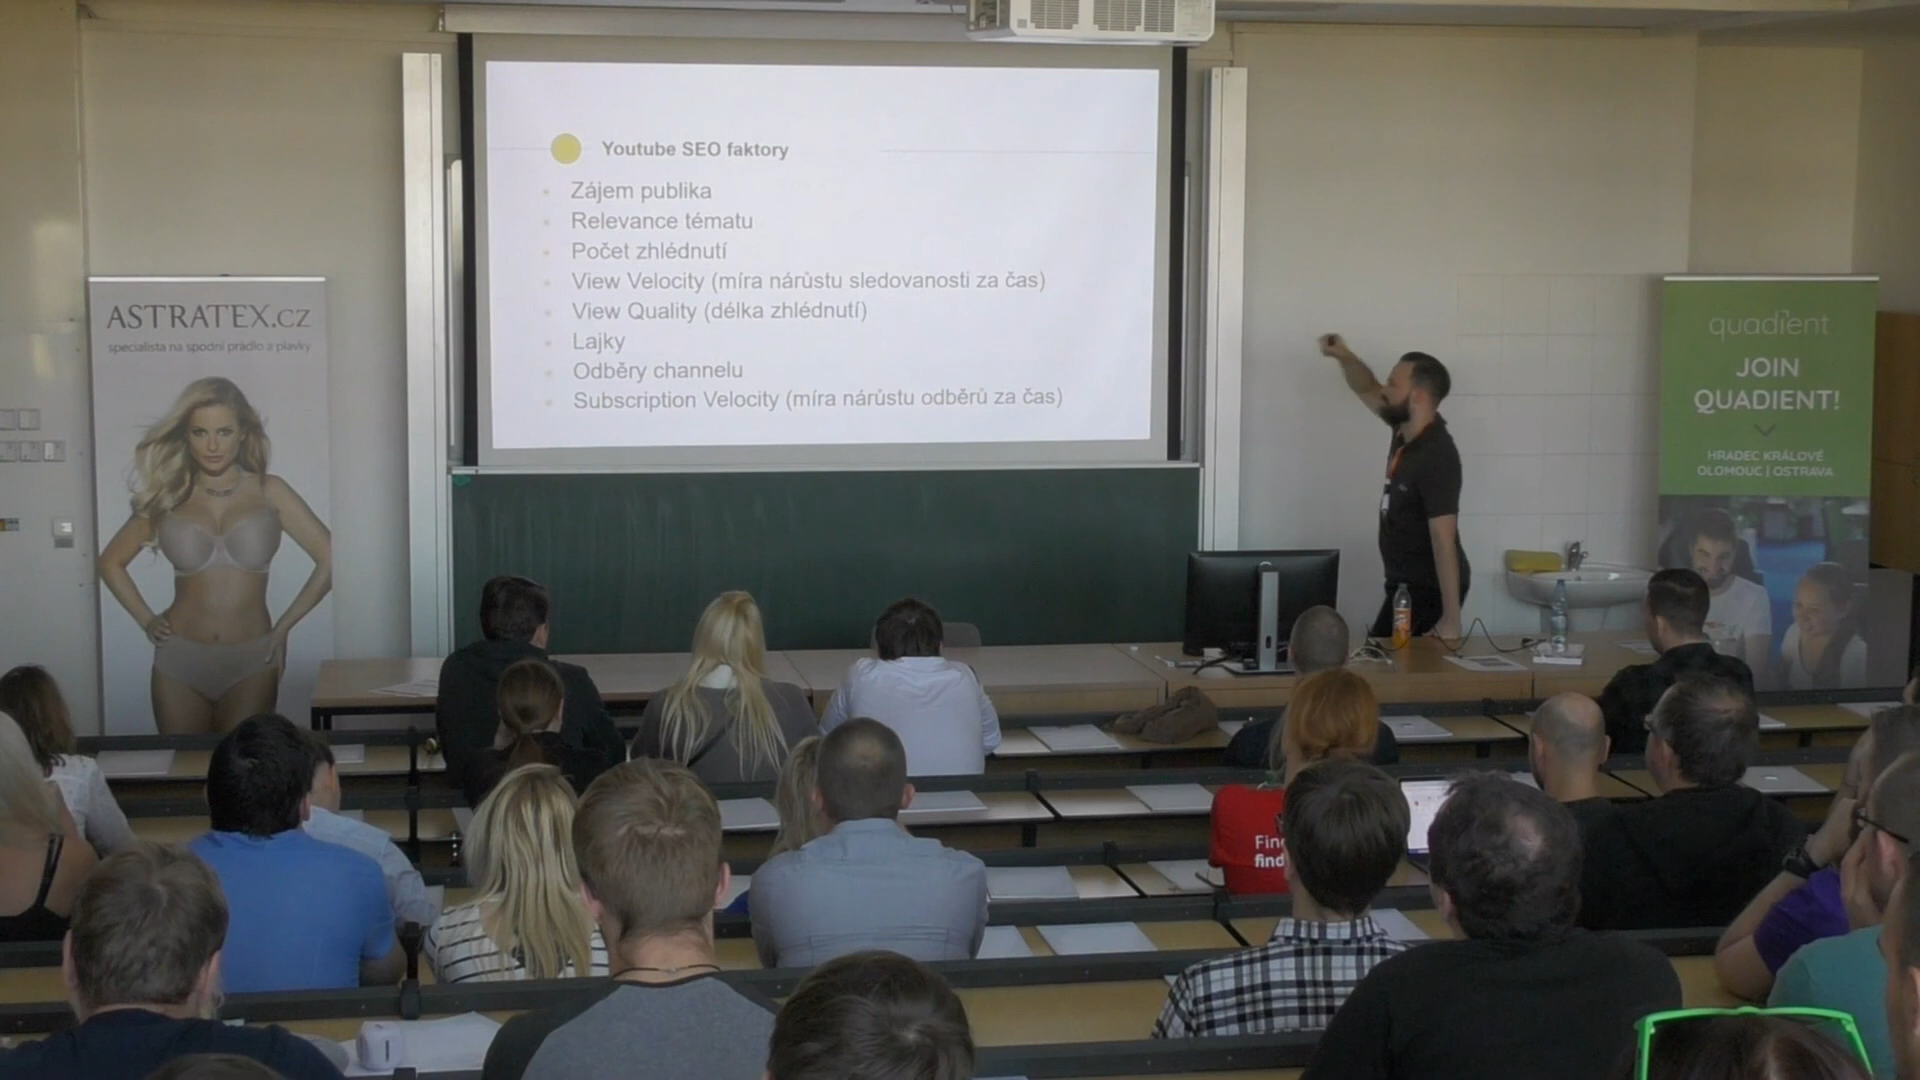 Youtube SEO faktory
Zájem publika
Relevance tématu
Počet zhlédnutí
View Velocity (míra nárůstu sledovanosti za čas)
View Quality (délka zhlédnutí)
Lajky
Odběry channelu
Subscription Velocity (míra nárůstu odběrů za čas)
ASTRATEX.CZ
specialista na spodní prádlo a plavky
quadient
JOIN
QUADIENT!
HRADEC KRÁLOVÉ
OLOMOUC | OSTRAVA
find